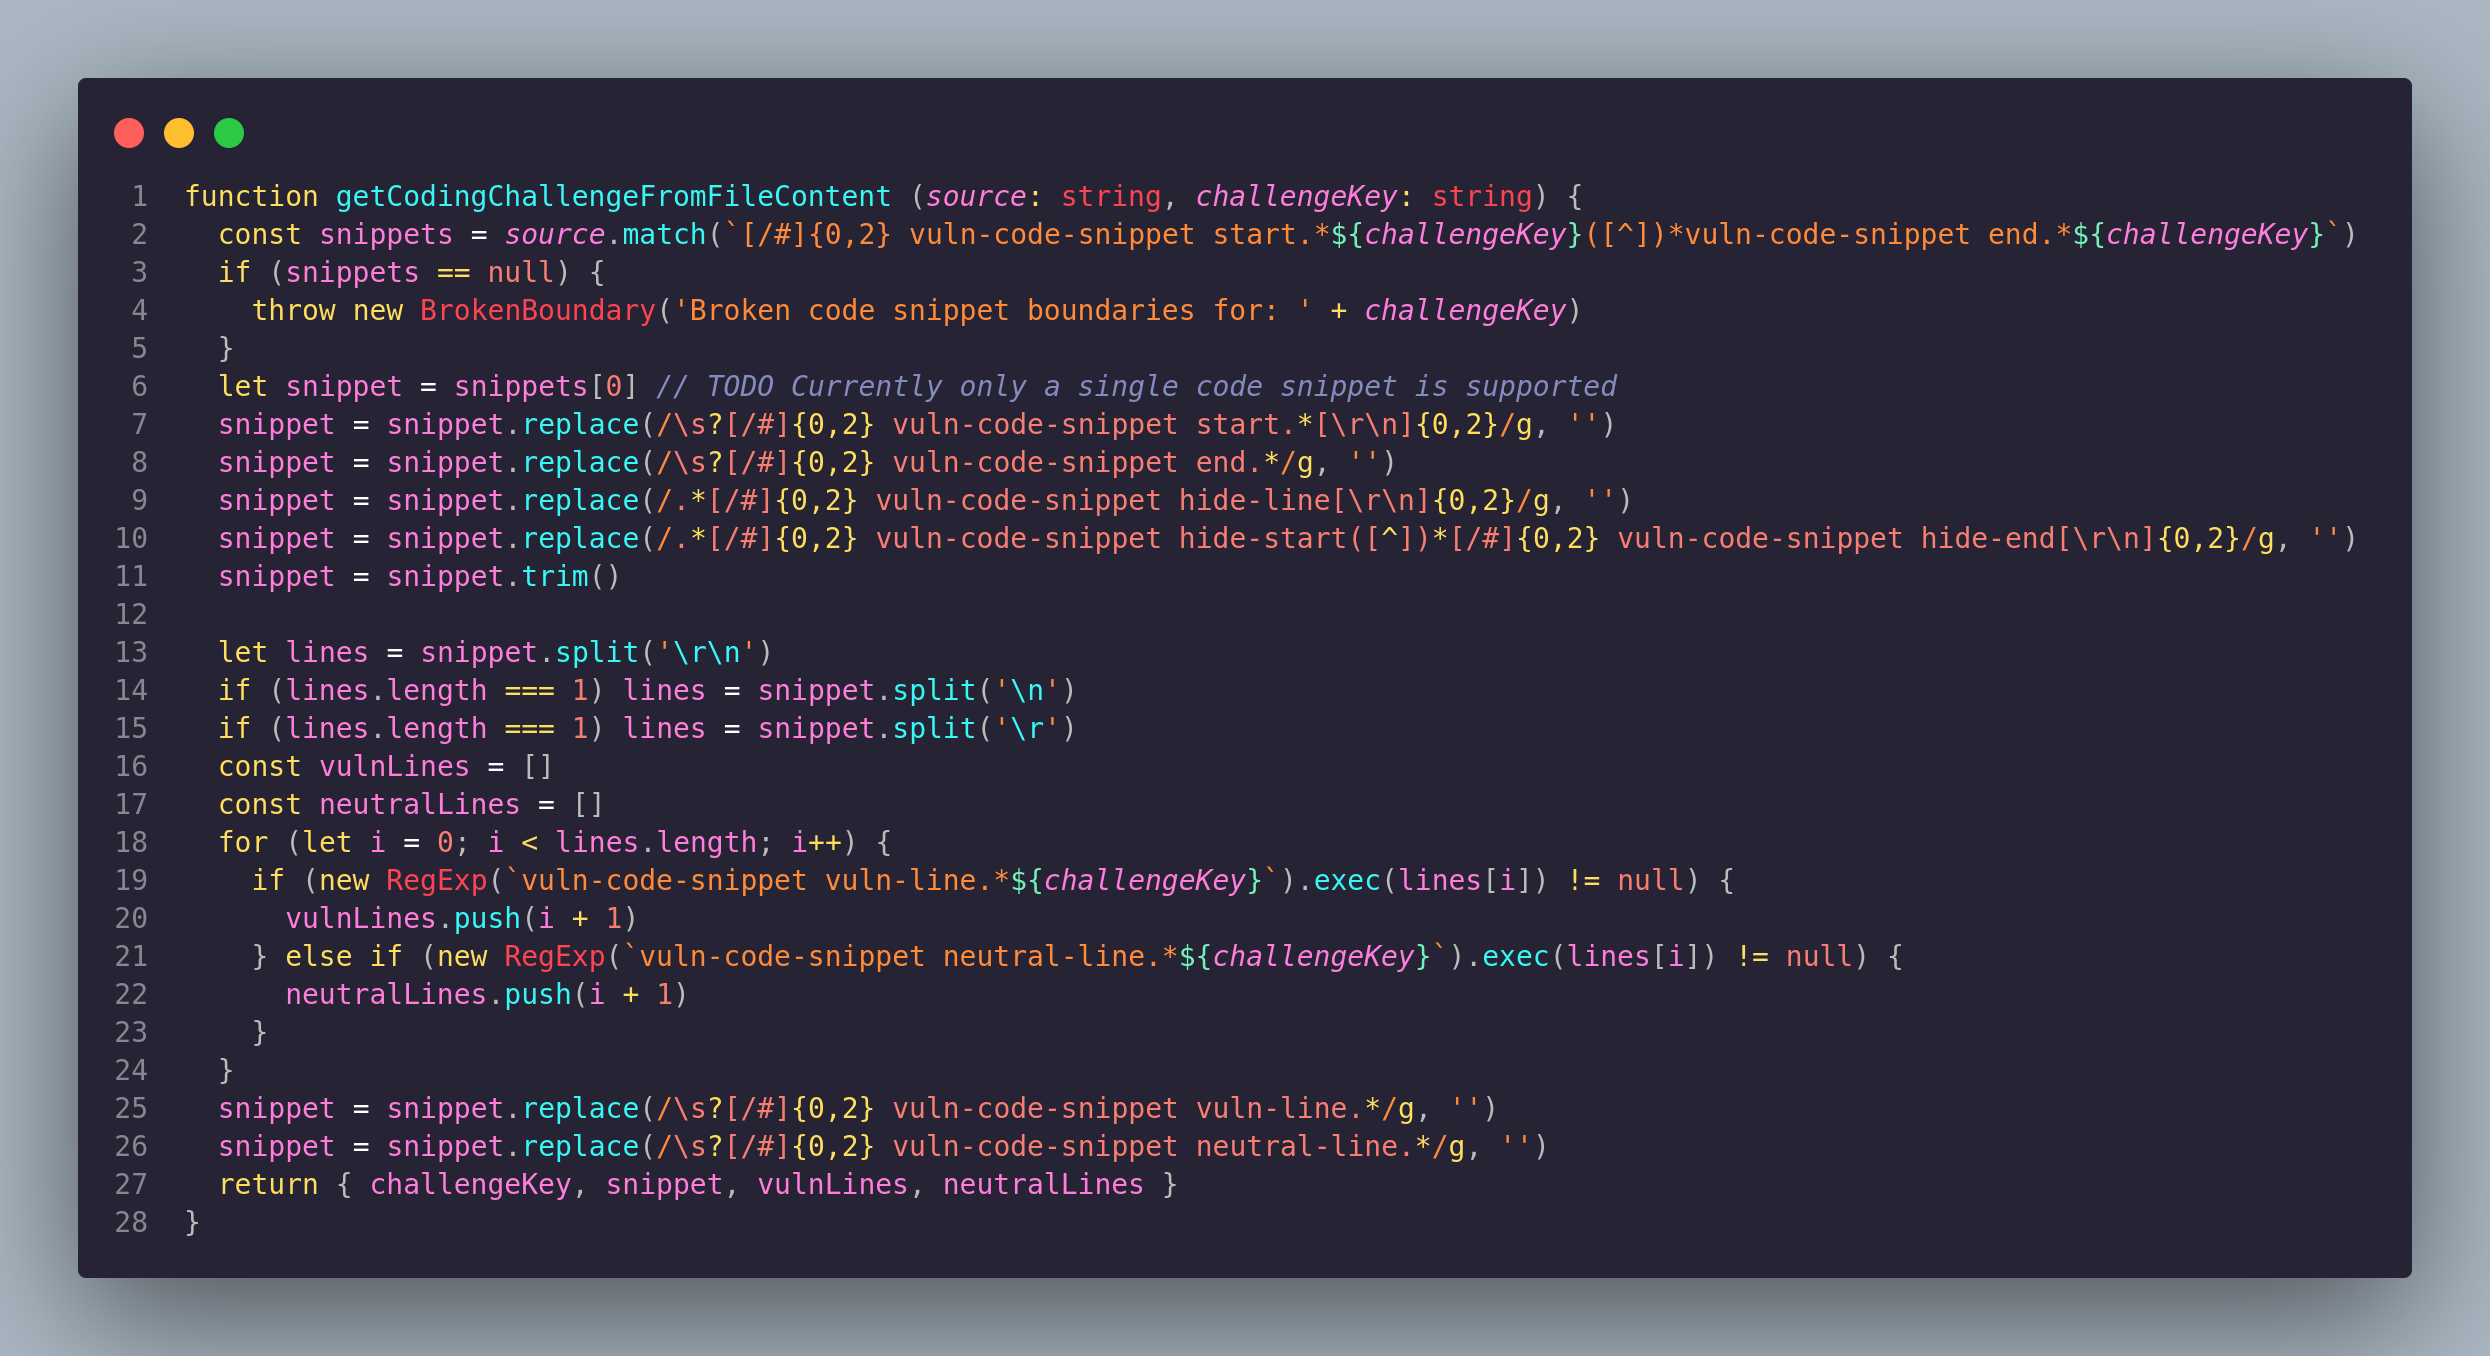 1 function getCodingChallengeFromFileContent (source: string, challengeKey: string) {
2   const snippets = source.match(`[/#]{0,2} vuln-code-snippet start.*${challengeKey}([^])*vuln-code-snippet end.*${challengeKey}`)
3   if (snippets == null) {
4     throw new BrokenBoundary('Broken code snippet boundaries for: ' + challengeKey)
5   }
6   let snippet = snippets[0] // TODO Currently only a single code snippet is supported
7   snippet = snippet.replace(/\s?[/#]{0,2} vuln-code-snippet start.*[\r\n]{0,2}/g, '')
8   snippet = snippet.replace(/\s?[/#]{0,2} vuln-code-snippet end.*/g, '')
9   snippet = snippet.replace(/.*[/#]{0,2} vuln-code-snippet hide-line[\r\n]{0,2}/g, '')
10   snippet = snippet.replace(/.*[/#]{0,2} vuln-code-snippet hide-start([^])*[/#]{0,2} vuln-code-snippet hide-end[\r\n]{0,2}/g, '')
11   snippet = snippet.trim()
12
13   let lines = snippet.split('\r\n')
14   if (lines.length === 1) lines = snippet.split('\n')
15   if (lines.length === 1) lines = snippet.split('\r')
16   const vulnLines = []
17   const neutralLines = []
18   for (let i = 0; i < lines.length; i++) {
19     if (new RegExp(`vuln-code-snippet vuln-line.*${challengeKey}`).exec(lines[i]) != null) {
20       vulnLines.push(i + 1)
21     } else if (new RegExp(`vuln-code-snippet neutral-line.*${challengeKey}`).exec(lines[i]) != null) {
22       neutralLines.push(i + 1)
23     }
24   }
25   snippet = snippet.replace(/\s?[/#]{0,2} vuln-code-snippet vuln-line.*/g, '')
26   snippet = snippet.replace(/\s?[/#]{0,2} vuln-code-snippet neutral-line.*/g, '')
27   return { challengeKey, snippet, vulnLines, neutralLines }
28 }